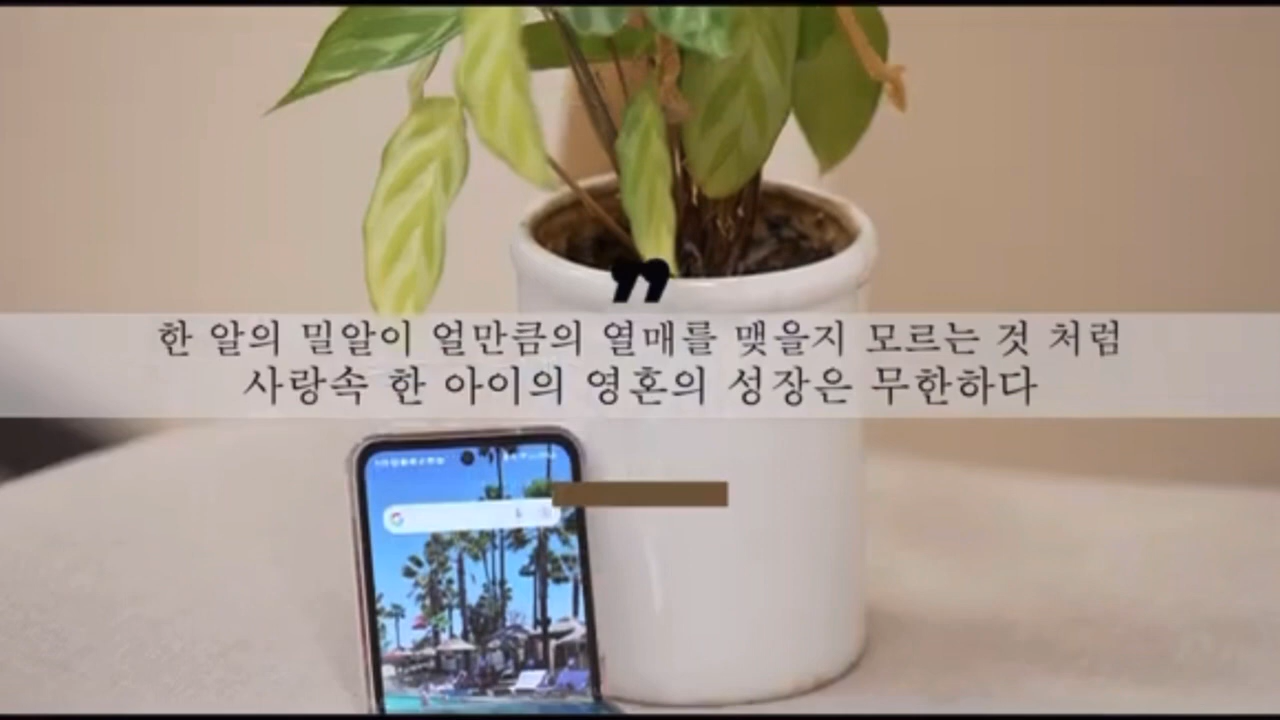 ”
한 알의 밀알이 얼만큼의 열매를 맺을지 모르는 것 처럼
사랑속 한 아이의 영혼의 성장은 무한하다